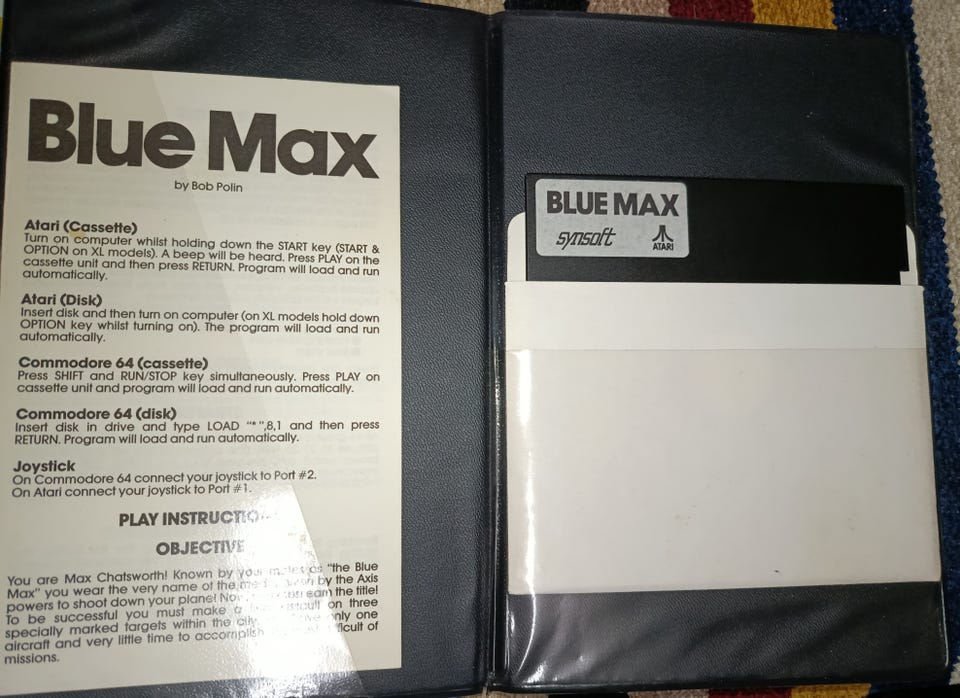 Blue Max
by Bob Polin
Atari (Cassette)
Turn on computer whilst holding down the START key (START &
OPTION on XL models). A beep will be heard. Press PLAY on the
cassette unit and then press RETURN. Program will load and run
automatically.
Atari (Disk)
Insert disk and then turn on computer (on XL models hold down
OPTION key whilst turning on). The program will load and run
automatically.
Commodore 64 (cassette)
Press SHIFT and RUN/STOP key simultaneously. Press PLAY on
cassette unit and program will load and run automatically.
Commodore 64 (disk)
Insert disk in drive and type LOAD "*",8,1 and then press
RETURN. Program will load and run automatically.
Joystick
On Commodore 64 connect your joystick to Port #2.
On Atari connect your joystick to Port #1.
PLAY
OBJECTIVE
You are Max Chatsworth! Known by your as "the Blue
Max" you wear the very name of the by the Axis
powers to shoot down your plane! the title!
To be successful you must make a on three
specially marked targets within the only one
aircraft and very little time to accomplish of
missions.
BLUE MAX
synsoft
ATARI